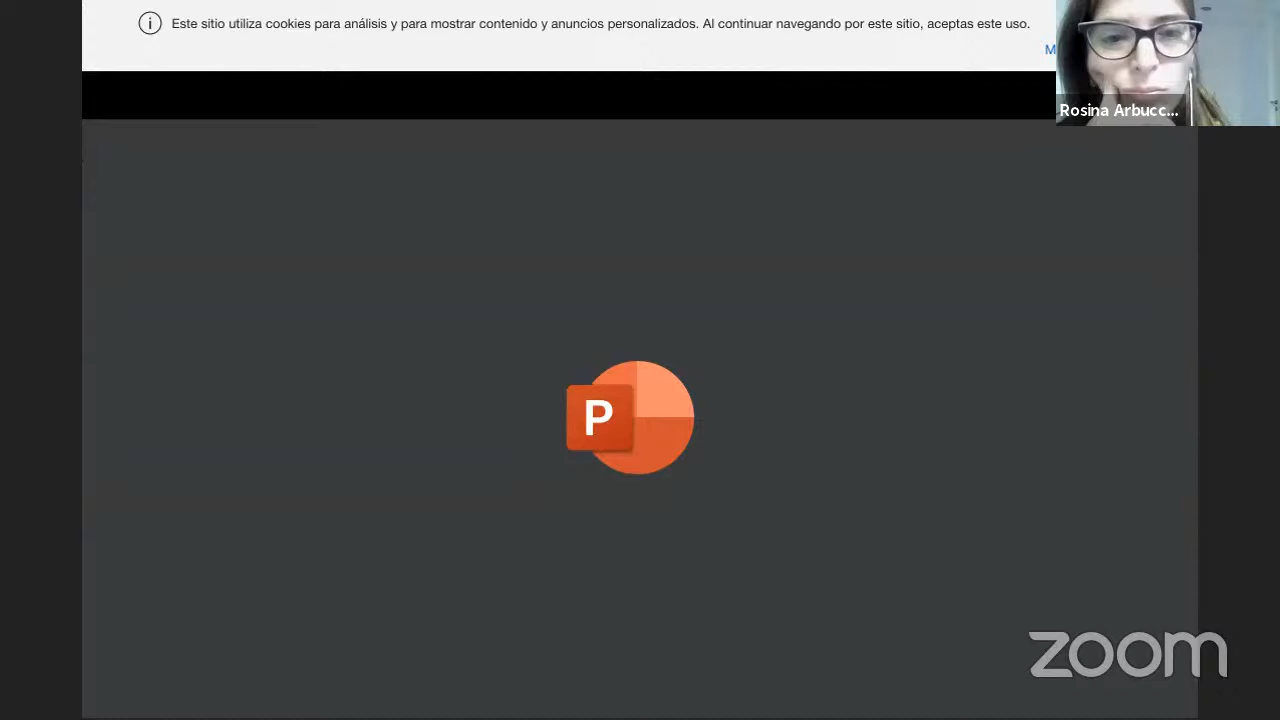 Este sitio utiliza cookies para análisis y para mostrar contenido y anuncios personalizados. Al continuar navegando por este sitio, aceptas este uso.
M
Rosina Arbucc...
P
zoom